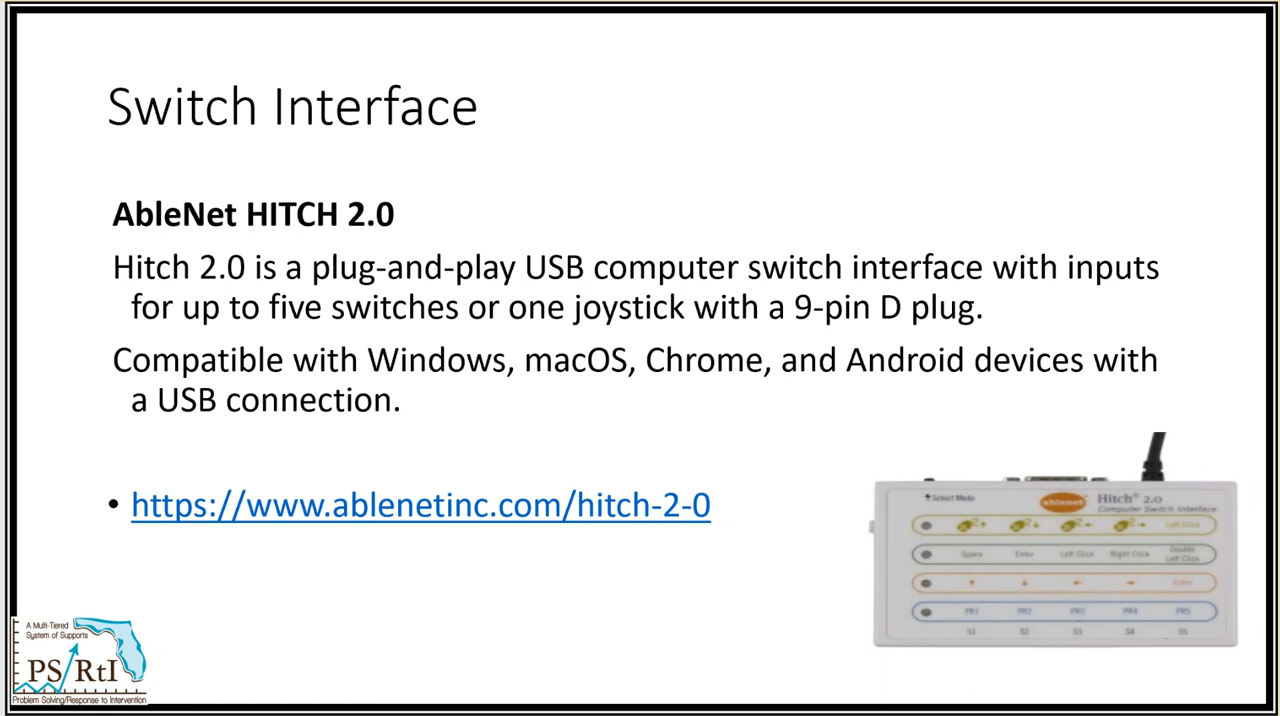 Switch Interface
AbleNet HITCH 2.0
Hitch 2.0 is a plug-and-play USB computer switch interface with inputs
for up to five switches or one joystick with a 9-pin D plug.
Compatible with Windows, macOS, Chrome, and Android devices with
a USB connection.
• https://www.ablenetinc.com/hitch-2-0
Select Mode
ablenet
Hitch® 2.0
Computer Switch Interface
Left Click
Space Enter Left Click Right Click Double
Left Click
Enter
PR1 PR2 PR3 PR4 PR5
S1 S2 S3 S4 S5
A Multi-Tiered
System of Supports
PS/RtI
Problem Solving/Response to Intervention